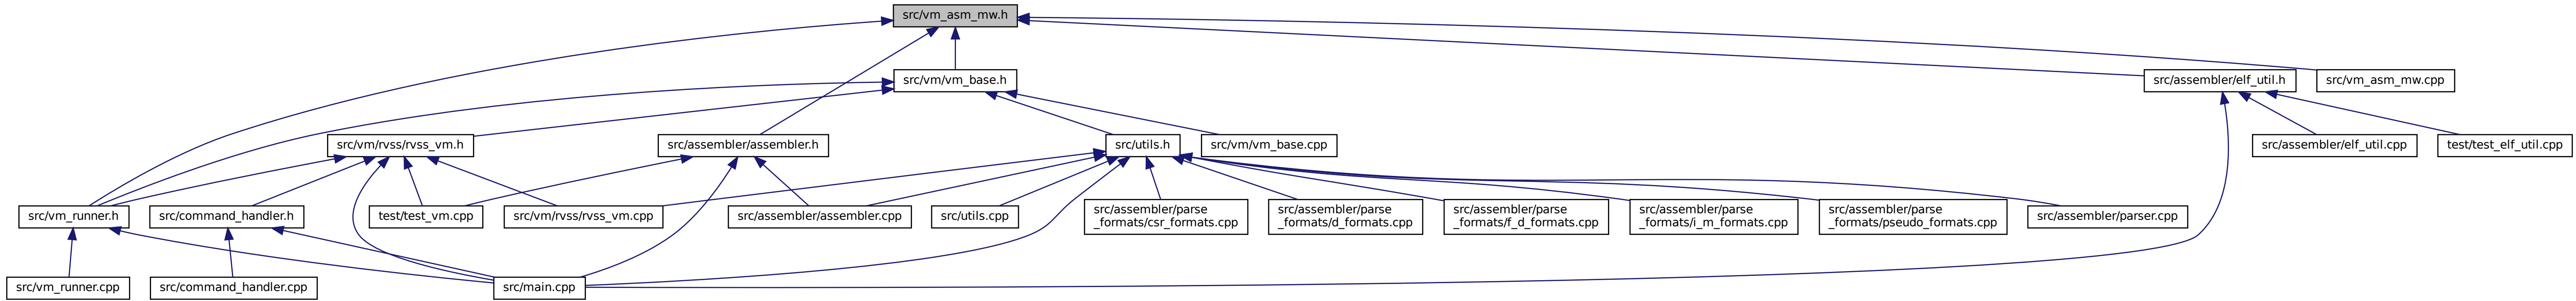 src/vm_asm_mw.h
src/vm/vm_base.h
src/assembler/elf_util.h
src/vm_asm_mw.cpp
src/vm/rvss/rvss_vm.h
src/assembler/assembler.h
src/utils.h
src/vm/vm_base.cpp
src/assembler/elf_util.cpp
test/test_elf_util.cpp
src/vm_runner.h
src/command_handler.h
test/test_vm.cpp
src/vm/rvss/rvss_vm.cpp
src/assembler/assembler.cpp
src/utils.cpp
src/assembler/parse
_formats/csr_formats.cpp
src/assembler/parse
_formats/d_formats.cpp
src/assembler/parse
_formats/f_d_formats.cpp
src/assembler/parse
_formats/i_m_formats.cpp
src/assembler/parse
_formats/pseudo_formats.cpp
src/assembler/parser.cpp
src/vm_runner.cpp
src/command_handler.cpp
src/main.cpp